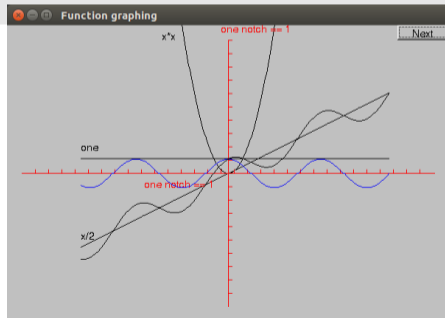 Function graphing
one notch == 1
x*x
Next
one
one notch == 1
x/2